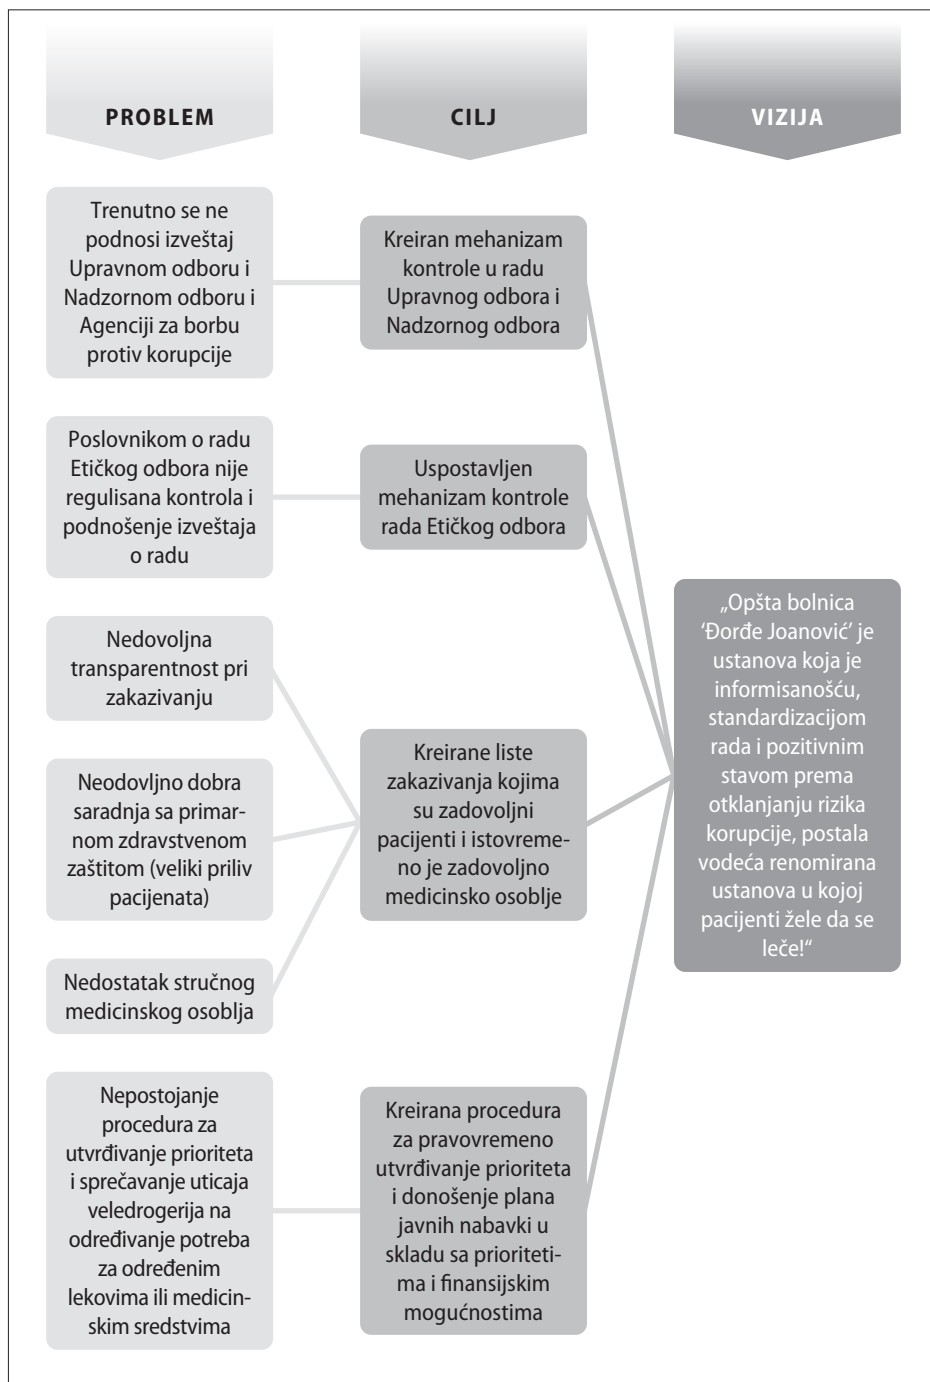 PROBLEM
CILJ
VIZIJA
Trenutno se ne
podnosi izveštaj
Upravnom odboru i
Nadzornom odboru i
Agenciji za borbu
protiv korupcije
Kreiran mehanizam
kontrole u radu
Upravnog odbora i
Nadzornog odbora
Poslovnikom o radu
Etičkog odbora nije
regulisana kontrola i
podnošenje izveštaja
o radu
Uspostavljen
mehanizam kontrole
rada Etičkog odbora
Nedovoljna
transparentnost pri
zakazivanju
Neodovljno dobra
saradnja sa primar-
nom zdravstvenom
zaštitom (veliki priliv
pacijenata)
Nedostatak stručnog
medicinskog osoblja
Kreirane liste
zakazivanja kojima
su zadovoljni
pacijenti i istovreme-
no je zadovoljno
medicinsko osoblje
Nepostojanje
procedura za
utvrđivanje prioriteta
i sprečavanje uticaja
veledrogerija na
određivanje potreba
za određenim
lekovima ili medicin-
skim sredstvima
Kreirana procedura
za pravovremeno
utvrđivanje prioriteta
i donošenje plana
javnih nabavki u
skladu sa prioriteti-
ma i finansijskim
mogućnostima
„Opšta bolnica
‘Đorđe Joanović’ je
ustanova koja je
informisanošću,
standardizacijom
rada i pozitivnim
stavom prema
otklanjanju rizika
korupcije, postala
vodeća renomirana
ustanova u kojoj
pacijenti žele da se
leče!“